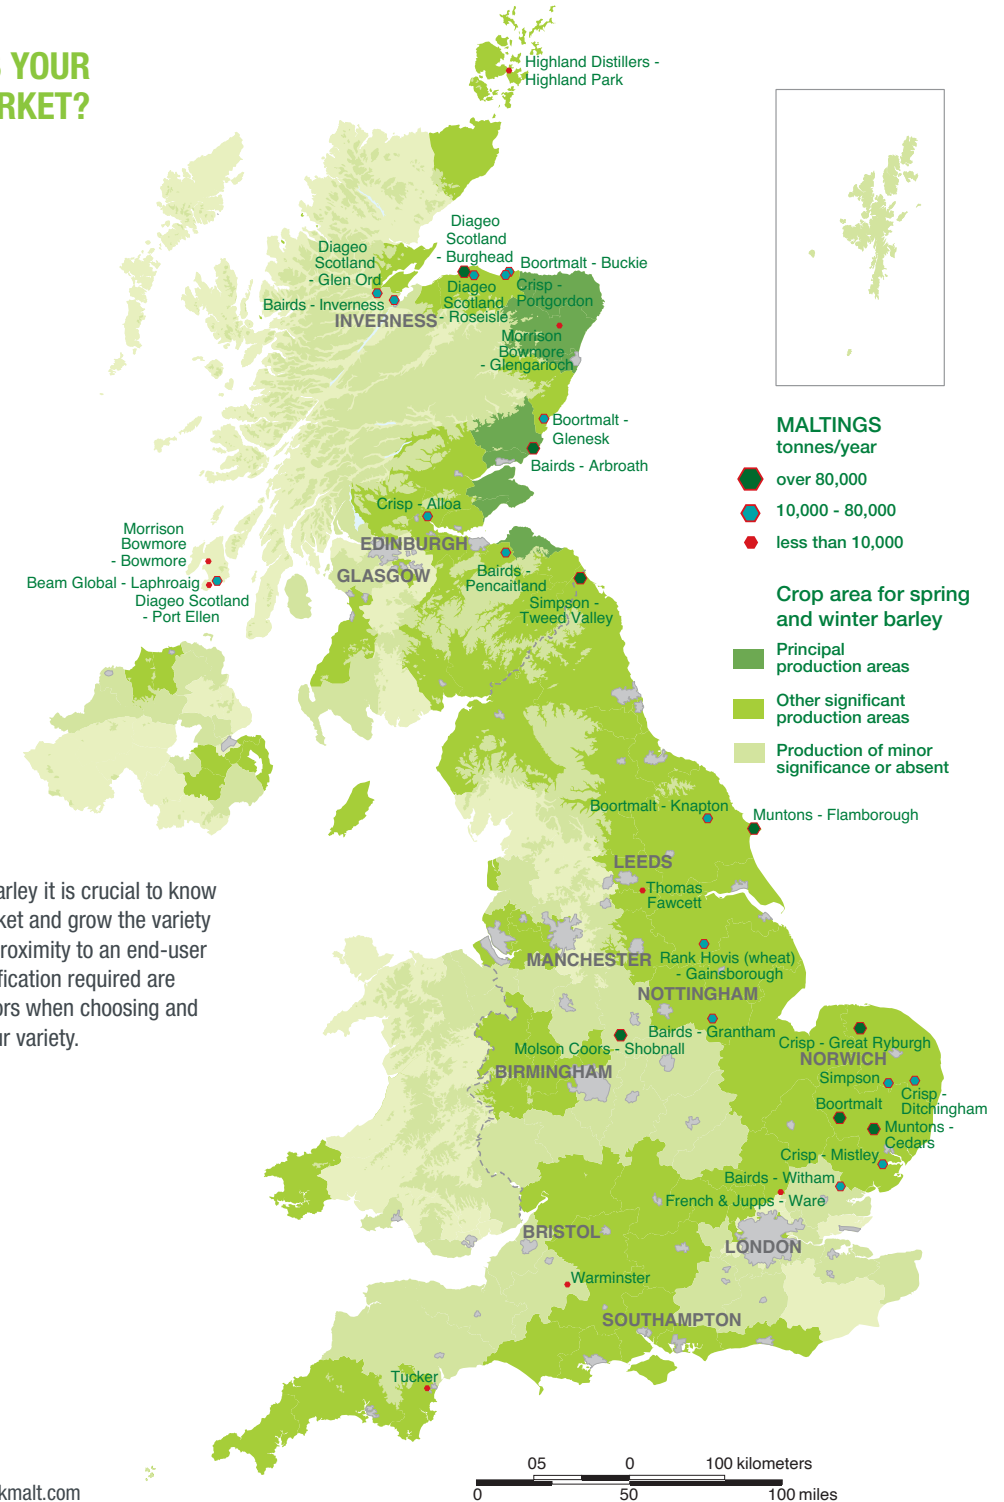 YOUR
RKET?
Highland Distillers -
Highland Park
Diageo
Scotland
- Burghead
Diageo
Scotland
- Glen Ord
Boortmalt - Buckie
Crisp -
Portgordon
Diageo
Scotland
- Roseisle
Bairds - Inverness
INVERNESS
Morrison
Bowmore
- Glengarioch
Boortmalt -
Glenesk
Bairds - Arbroath
Crisp - Alloa
EDINBURGH
GLASGOW
Morrison
Bowmore
- Bowmore
Beam Global - Laphroaig
Diageo Scotland
- Port Ellen
Bairds -
Pencaitland
Simpson -
Tweed Valley
MALTINGS
tonnes/year
over 80,000
10,000 - 80,000
less than 10,000
Crop area for spring
and winter barley
Principal
production areas
Other significant
production areas
Production of minor
significance or absent
Boortmalt - Knapton
Muntons - Flamborough
LEEDS
Thomas
Fawcett
MANCHESTER
Rank Hovis (wheat)
- Gainsborough
NOTTINGHAM
Bairds - Grantham
Molson Coors - Shobnall
BIRMINGHAM
Crisp - Great Ryburgh
NORWICH
Simpson
Crisp -
Ditchingham
Boortmalt
Muntons -
Cedars
Crisp - Mistley
Bairds - Witham
French & Jupps - Ware
BRISTOL
LONDON
Warminster
SOUTHAMPTON
Tucker
arley it is crucial to know
ket and grow the variety
roximity to an end-user
ification required are
ors when choosing and
ur variety.
05 0 100 kilometers
0 50 100 miles
kmalt.com